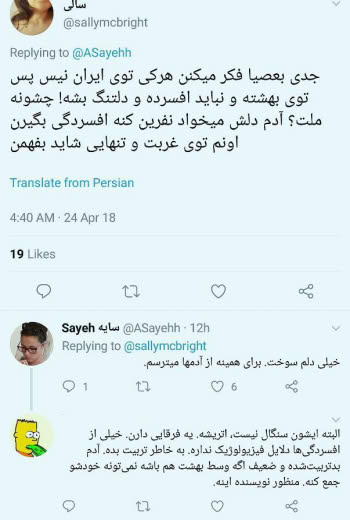 سالی
@sallymcbright
Replying to @ASayehh
جدی بعصیا فکر میکنن هرکی توی ایران نیس پس
توی بهشته و نباید افسرده و دلتنگ بشه! چشونه
ملت؟ آدم دلش میخواد نفرین کنه افسردگی بگیرن
اونم توی غربت و تنهایی شاید بفهمن
Translate from Persian
4:40 AM · 24 Apr 18
19 Likes
Sayeh سایه @ASayehh · 12h
Replying to @sallymcbright
خیلی دلم سوخت. برای همینه از آدمها میترسم.
1 6
البته ایشون سنگال نیست، اتریشه. یه فرقایی دارن. خیلی از
افسردگی‌ها دلایل فیزیولوژیک نداره. به خاطر تربیت بده. آدم
بدتربیت‌شده و ضعیف اگه وسط بهشت هم باشه نمی‌تونه خودشو
جمع کنه. منظور نویسنده اینه.